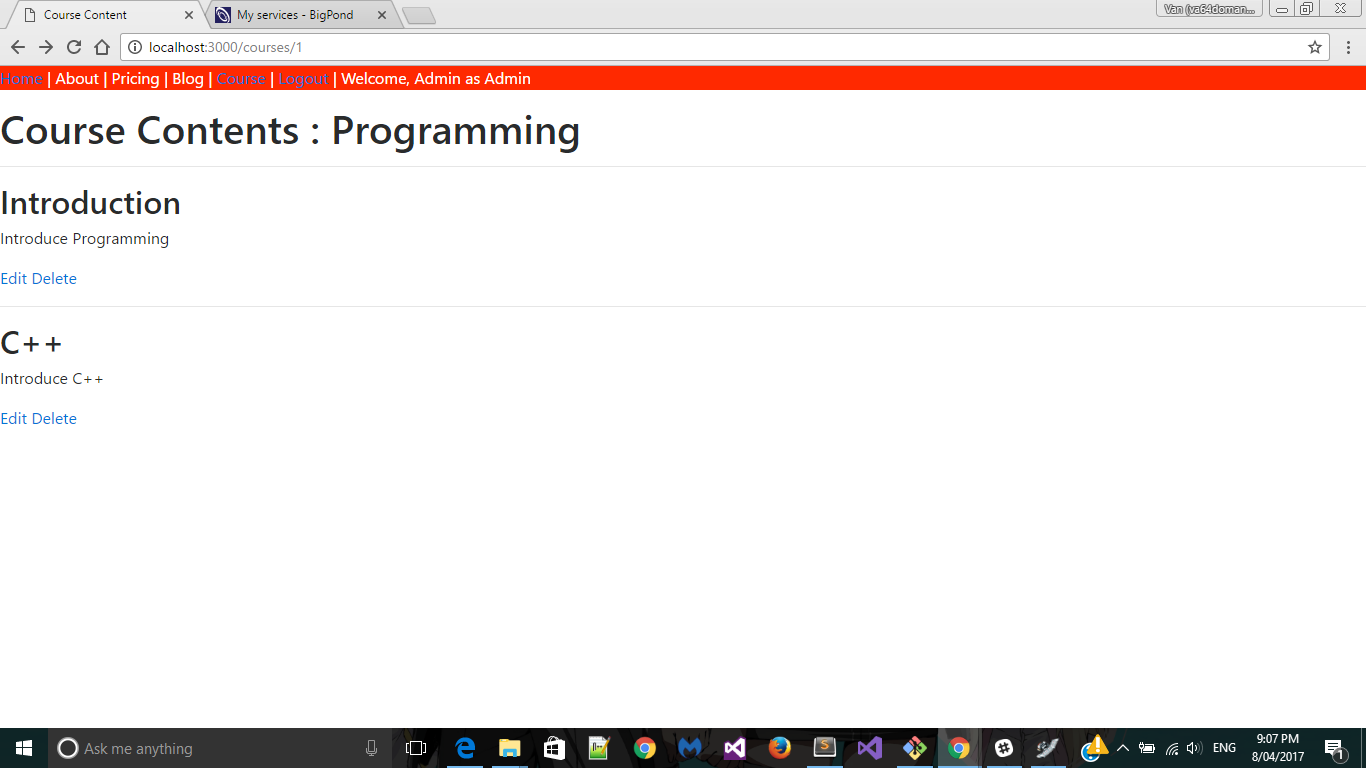 Course Content
My services - BigPond
Van (va64doman...
localhost:3000/courses/1
Home | About | Pricing | Blog | Course | Logout | Welcome, Admin as Admin
Course Contents : Programming
Introduction
Introduce Programming
Edit Delete
C++
Introduce C++
Edit Delete
Ask me anything
ENG
9:07 PM
8/04/2017
1